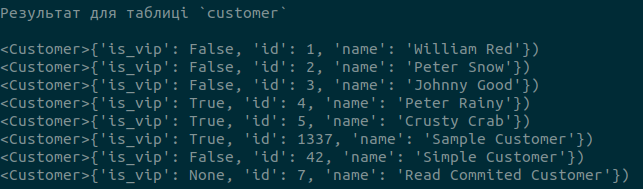 Результат для таблиці `customer`
<Customer>{'is_vip': False, 'id': 1, 'name': 'William Red'})
<Customer>{'is_vip': False, 'id': 2, 'name': 'Peter Snow'})
<Customer>{'is_vip': False, 'id': 3, 'name': 'Johnny Good'})
<Customer>{'is_vip': True, 'id': 4, 'name': 'Peter Rainy'})
<Customer>{'is_vip': True, 'id': 5, 'name': 'Crusty Crab'})
<Customer>{'is_vip': True, 'id': 1337, 'name': 'Sample Customer'})
<Customer>{'is_vip': False, 'id': 42, 'name': 'Simple Customer'})
<Customer>{'is_vip': None, 'id': 7, 'name': 'Read Commited Customer'})